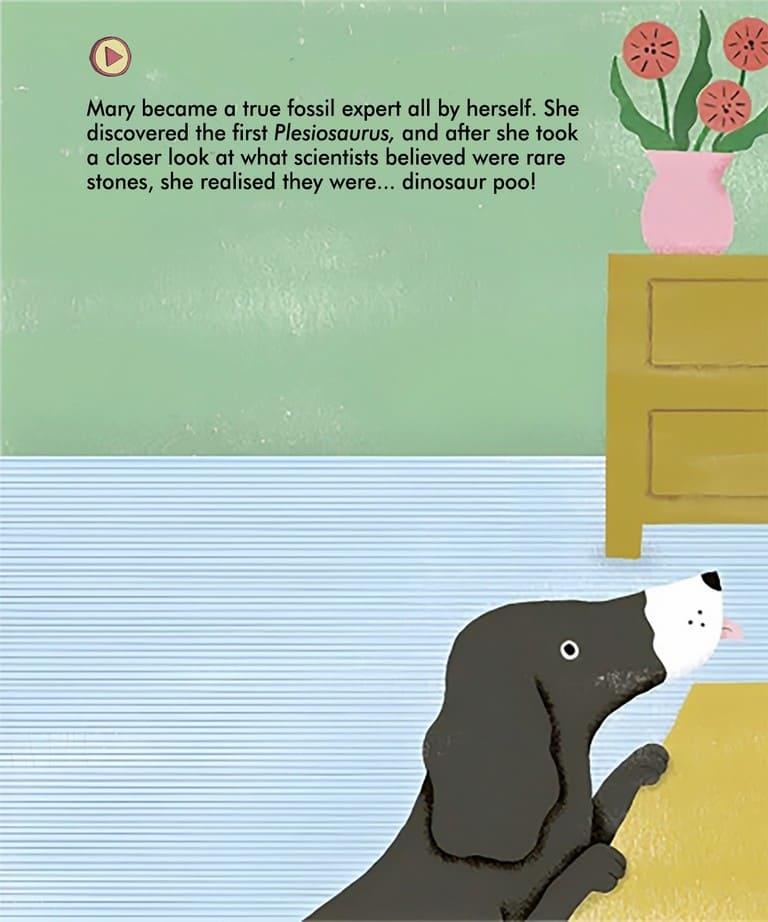 Mary became a true fossil expert all by herself. She
discovered the first Plesiosaurus, and after she took
a closer look at what scientists believed were rare
stones, she realised they were... dinosaur poo!